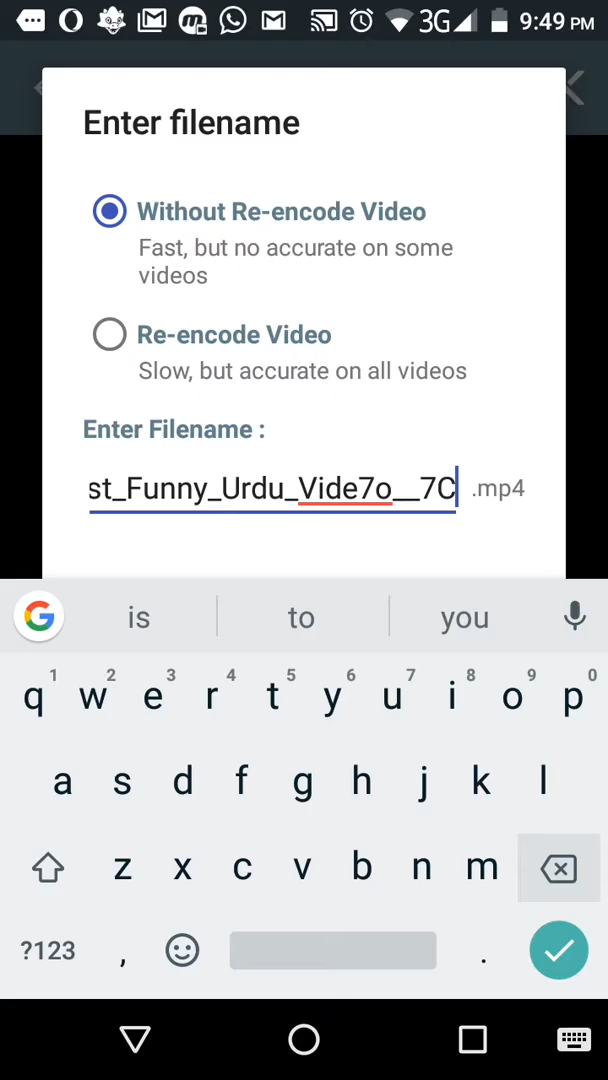 3G 9:49 PM
Enter filename
Without Re-encode Video
Fast, but no accurate on some
videos
Re-encode Video
Slow, but accurate on all videos
Enter Filename :
st_Funny_Urdu_Vide7o__7C .mp4
is to you
1 2 3 4 5 6 7 8 9 0
q w e r t y u i o p
a s d f g h j k l
z x c v b n m
?123 , .